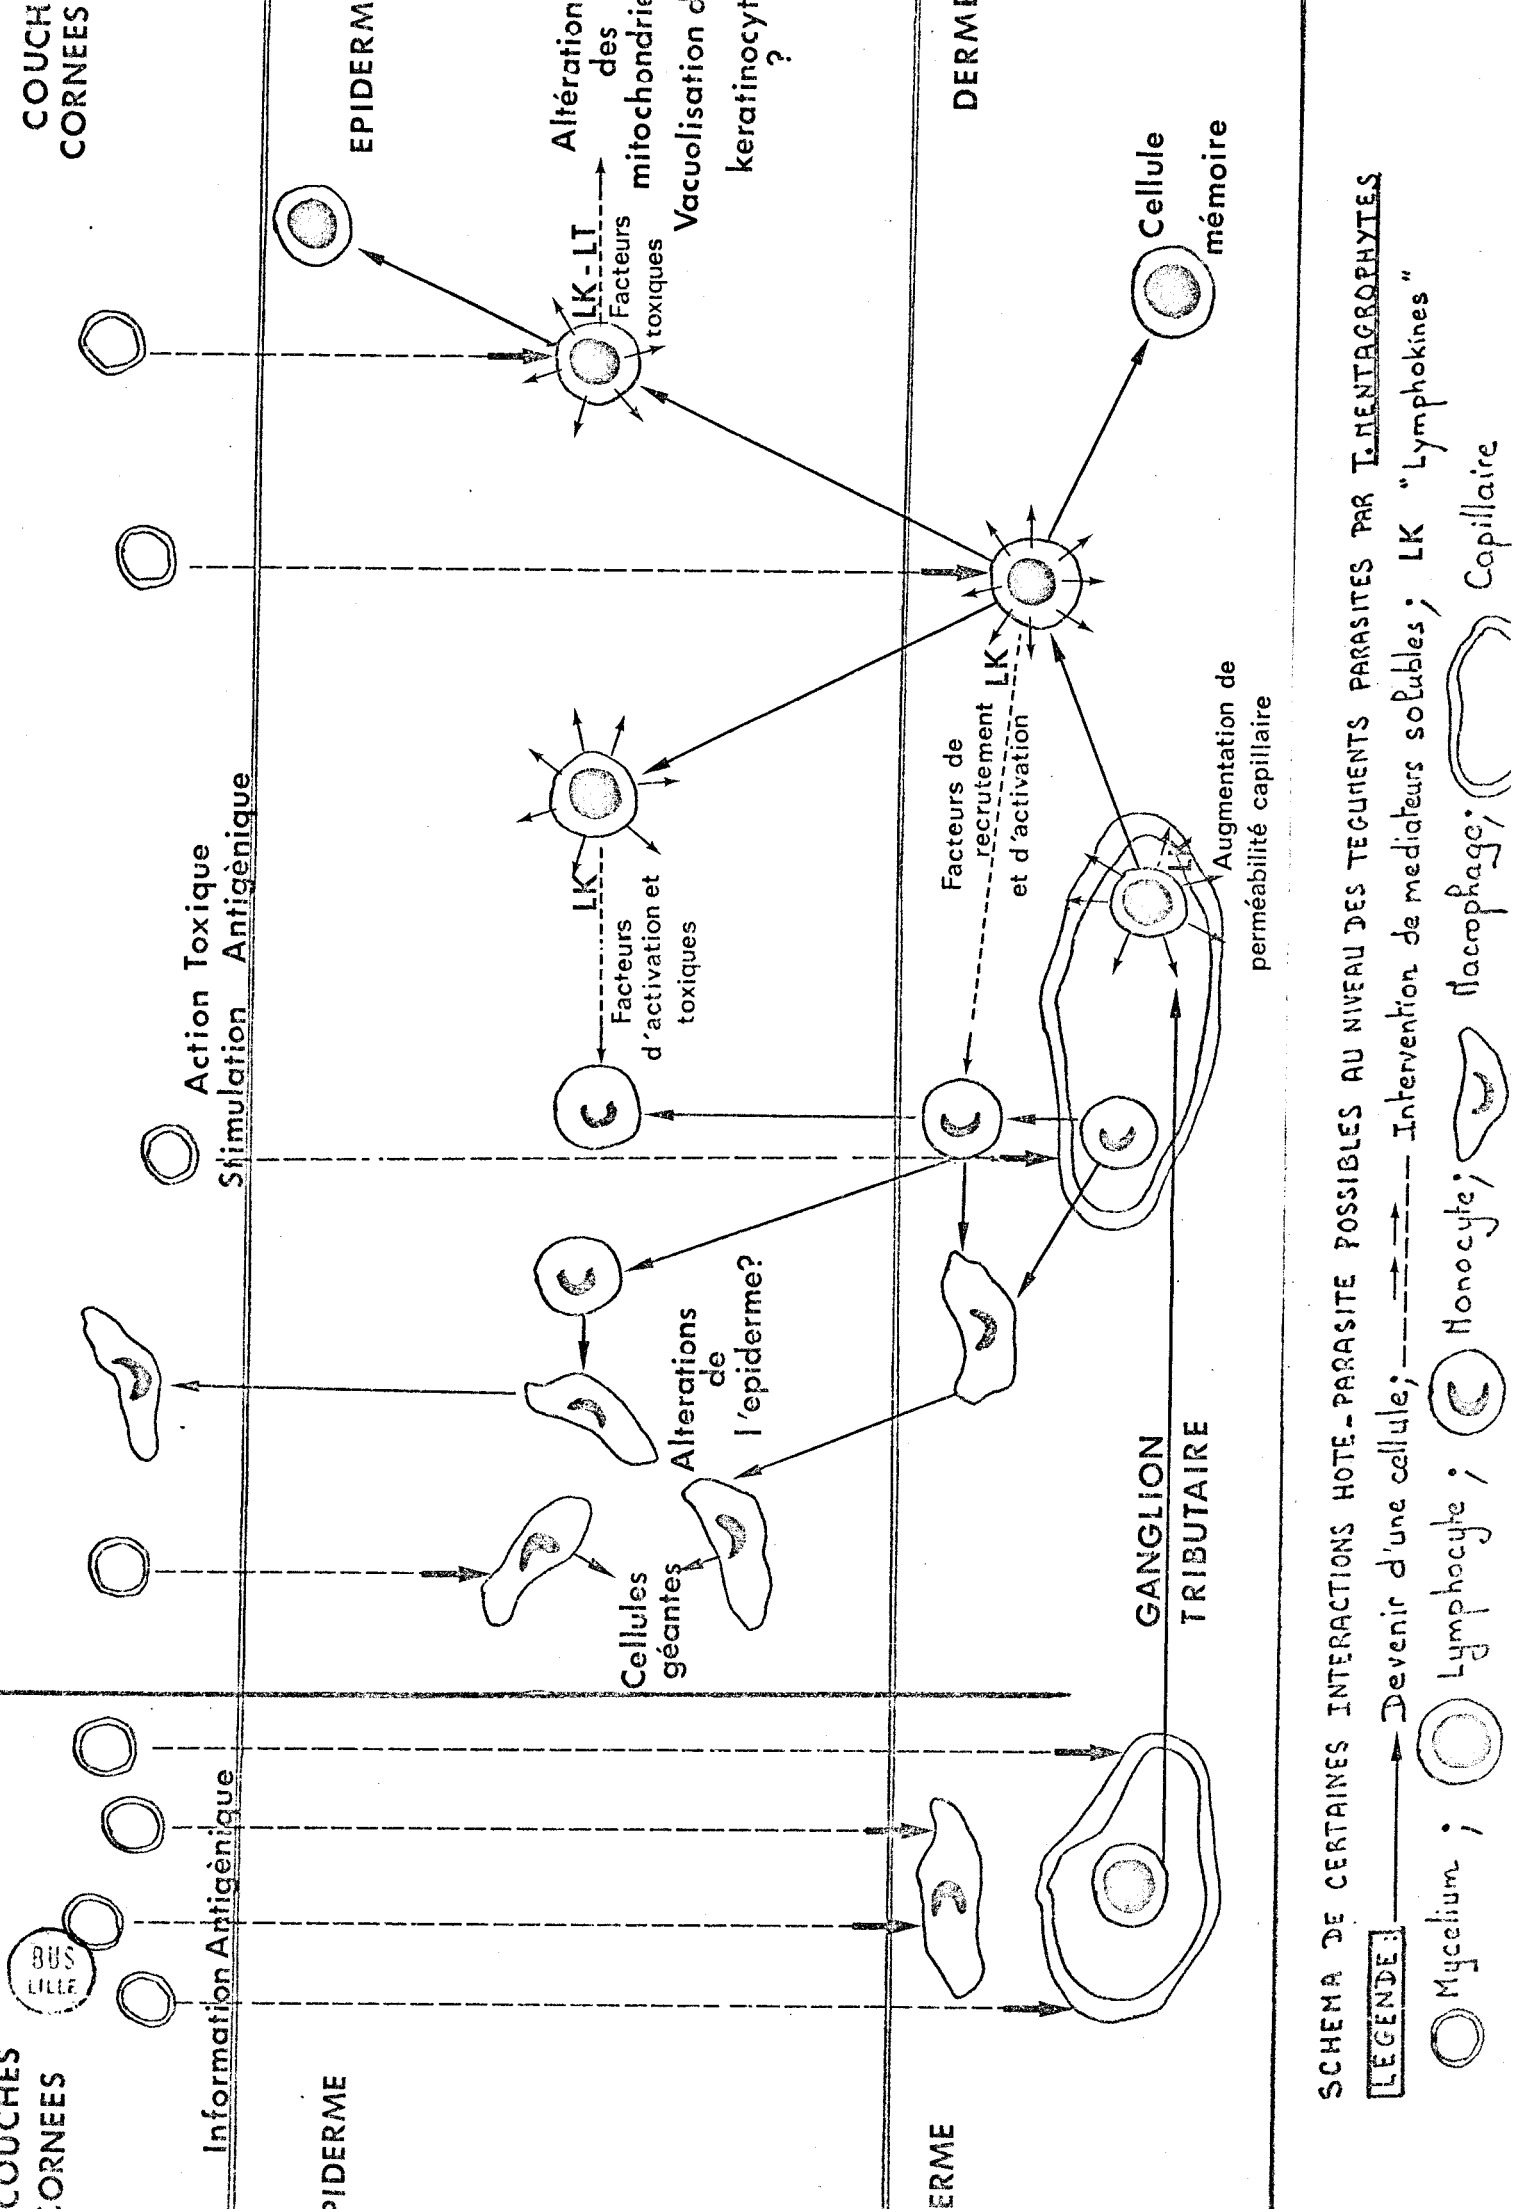 COUCHES
CORNEES
BUS
LILLE
Information Antigènique
PIDERME
ERME
Action Toxique
Stimulation Antigènique
COUCH
CORNEES
EPIDERM
DERME
Cellules
géantes
Alterations
de
l'epiderme?
LK
Facteurs
d'activation et
toxiques
LK-LT
Facteurs
toxiques
Altération
des
mitochondrie
Vacuolisation d
keratinocyt
?
Facteurs de
recrutement
et d'activation
LK
LK
Augmentation de
perméabilité capillaire
Cellule
mémoire
GANGLION
TRIBUTAIRE
SCHEMA DE CERTAINES INTERACTIONS HOTE-PARASITE POSSIBLES AU NIVEAU DES TEGUMENTS PARASITES PAR T.MENTAGROPHYTES
LEGENDE: Devenir d'une cellule; Intervention de mediateurs solubles; LK "Lymphokines"
Mycelium ; Lymphocyte ; Monocyte; Macrophage; Capillaire